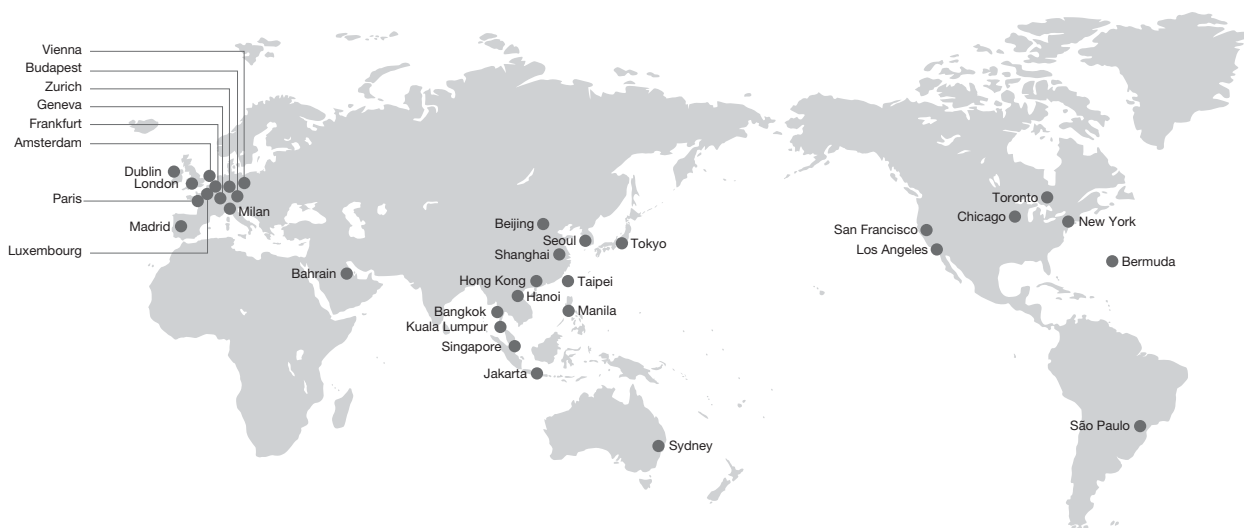 Vienna
Budapest
Zurich
Geneva
Frankfurt
Amsterdam
Dublin
London
Paris
Milan
Madrid
Luxembourg
Bahrain
Beijing
Seoul
Tokyo
Shanghai
Hong Kong
Taipei
Hanoi
Bangkok
Manila
Kuala Lumpur
Singapore
Jakarta
Sydney
Toronto
Chicago
New York
San Francisco
Los Angeles
Bermuda
São Paulo